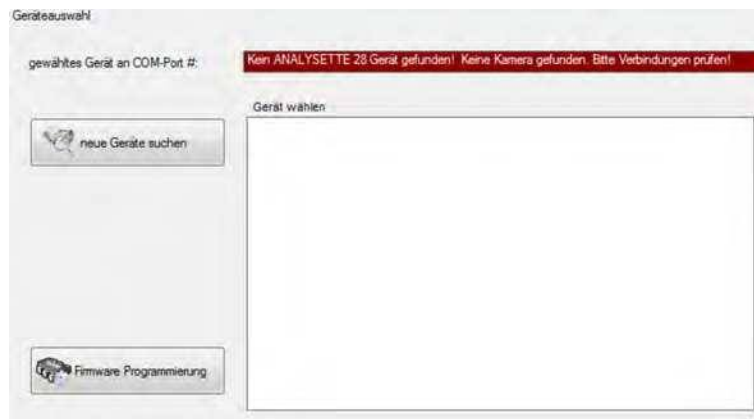 Geräteauswahl
gewähltes Gerät an COM-Port #:
Kein ANALYSETTE 28 Gerät gefunden! Keine Kamera gefunden. Bitte Verbindungen prüfen!
Gerät wählen
neue Geräte suchen
Firmware Programmierung